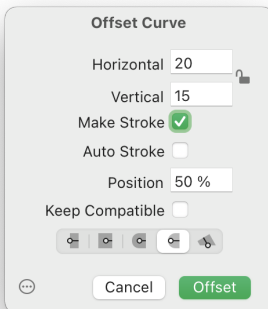 Offset Curve
Horizontal 20
Vertical 15
Make Stroke
Auto Stroke
Position 50 %
Keep Compatible
Cancel Offset